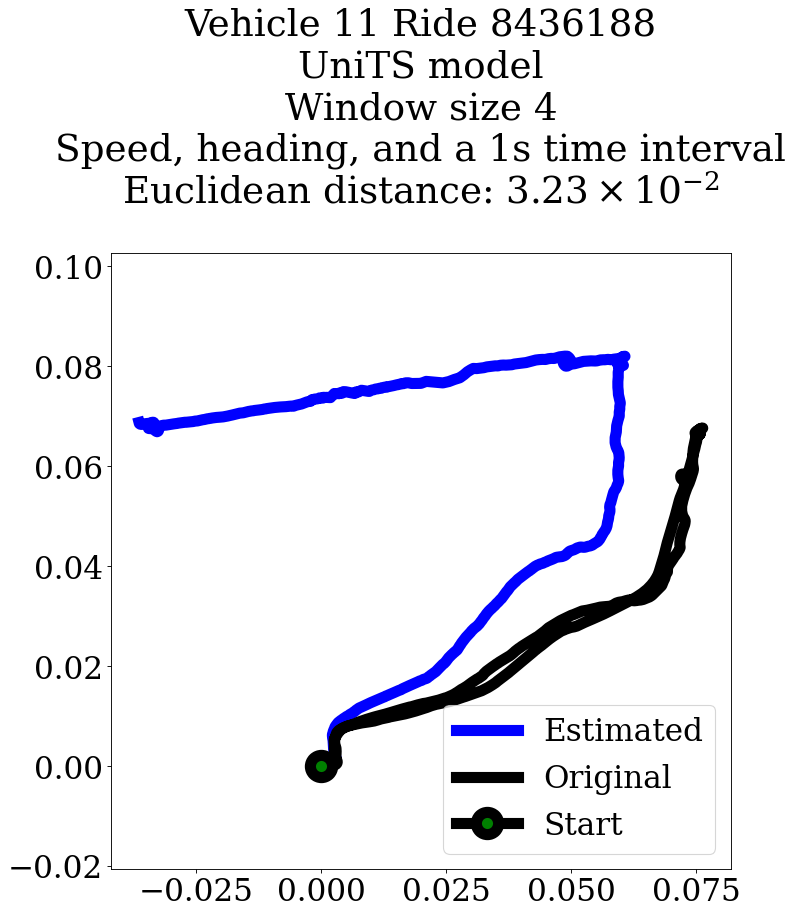 Vehicle 11 Ride 8436188
UniTS model
Window size 4
Speed, heading, and a 1s time interval
Euclidean distance: 3.23 × 10⁻²
0.10
0.08
0.06
0.04
0.02
0.00
−0.02
Estimated
Original
Start
−0.025 0.000 0.025 0.050 0.075